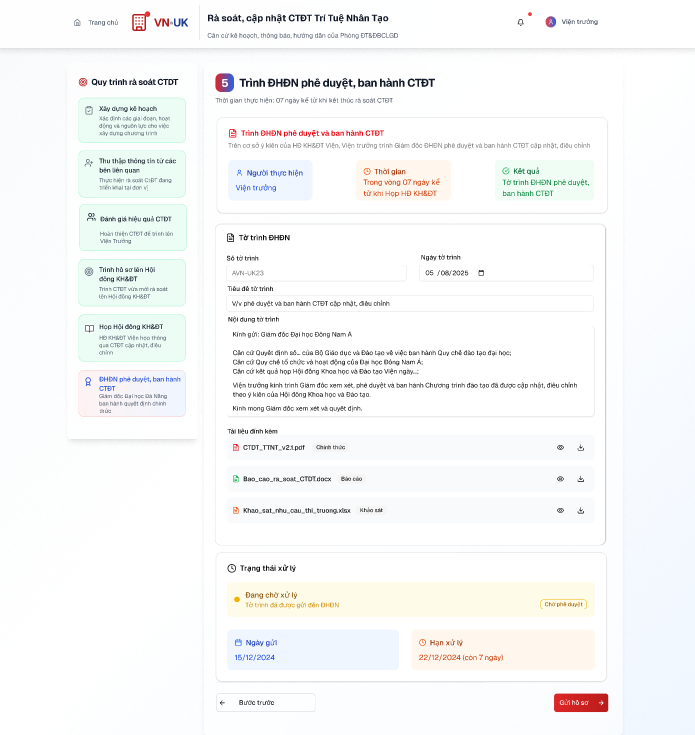 Trang chủ
VN-UK
Rà soát, cập nhật CTĐT Trí Tuệ Nhân Tạo
Căn cứ kế hoạch, thông báo, hướng dẫn của Phòng ĐT&ĐBCLGD
Viện trưởng
Quy trình rà soát CTDT
Xây dựng kế hoạch
Xác định các giai đoạn, hoạt
động và nguồn lực cho việc
xây dựng chương trình
Thu thập thông tin từ các
bên liên quan
Thực hiện rà soát CTĐT đang
triển khai tại đơn vị
Đánh giá hiệu quả CTĐT
Hoàn thiện CTĐT để trình lên
Viện Trưởng
Trình hồ sơ lên Hội
đồng KH&ĐT
Trình CTĐT vừa mới rà soát
lên Hội đồng KH&ĐT
Họp Hội đồng KH&ĐT
HĐ KH&ĐT Viện họp thông
qua CTĐT cập nhật, điều
chỉnh
ĐHĐN phê duyệt, ban hành
CTĐT
Giám đốc Đại học Đà Nẵng
ban hành quyết định chính
thức
5 Trình ĐHĐN phê duyệt, ban hành CTĐT
Thời gian thực hiện: 07 ngày kể từ khi kết thúc rà soát CTĐT
Trình ĐHĐN phê duyệt và ban hành CTĐT
Trên cơ sở ý kiến của HĐ KH&ĐT Viện, Viện trưởng trình Giám đốc ĐHĐN phê duyệt và ban hành CTĐT cập nhật, điều chỉnh
Người thực hiện
Viện trưởng
Thời gian
Trong vòng 07 ngày kể
từ khi Họp HĐ KH&ĐT
Kết quả
Tờ trình ĐHĐN phê duyệt,
ban hành CTĐT
Tờ trình ĐHĐN
Số tờ trình
AVN-UK23
Ngày tờ trình
05 /08/2025
Tiêu đề tờ trình
V/v phê duyệt và ban hành CTĐT cập nhật, điều chỉnh
Nội dung tờ trình
Kính gửi: Giám đốc Đại học Đông Nam Á
Căn cứ Quyết định số... của Bộ Giáo dục và Đào tạo về việc ban hành Quy chế đào tạo đại học;
Căn cứ Quy chế tổ chức và hoạt động của Đại học Đông Nam Á;
Căn cứ kết quả họp Hội đồng Khoa học và Đào tạo Viện ngày...;
Viện trưởng kính trình Giám đốc xem xét, phê duyệt và ban hành Chương trình đào tạo đã được cập nhật, điều chỉnh
theo ý kiến của Hội đồng Khoa học và Đào tạo.
Kính mong Giám đốc xem xét và quyết định.
Tài liệu đính kèm
CTDT_TTNT_v2.1.pdf Chính thức
Bao_cao_ra_soat_CTDT.docx Báo cáo
Khao_sat_nhu_cau_thi_truong.xlsx Khảo sát
Trạng thái xử lý
Đang chờ xử lý
Tờ trình đã được gửi đến ĐHĐN
Chờ phê duyệt
Ngày gửi
15/12/2024
Hạn xử lý
22/12/2024 (còn 7 ngày)
Bước trước
Gửi hồ sơ